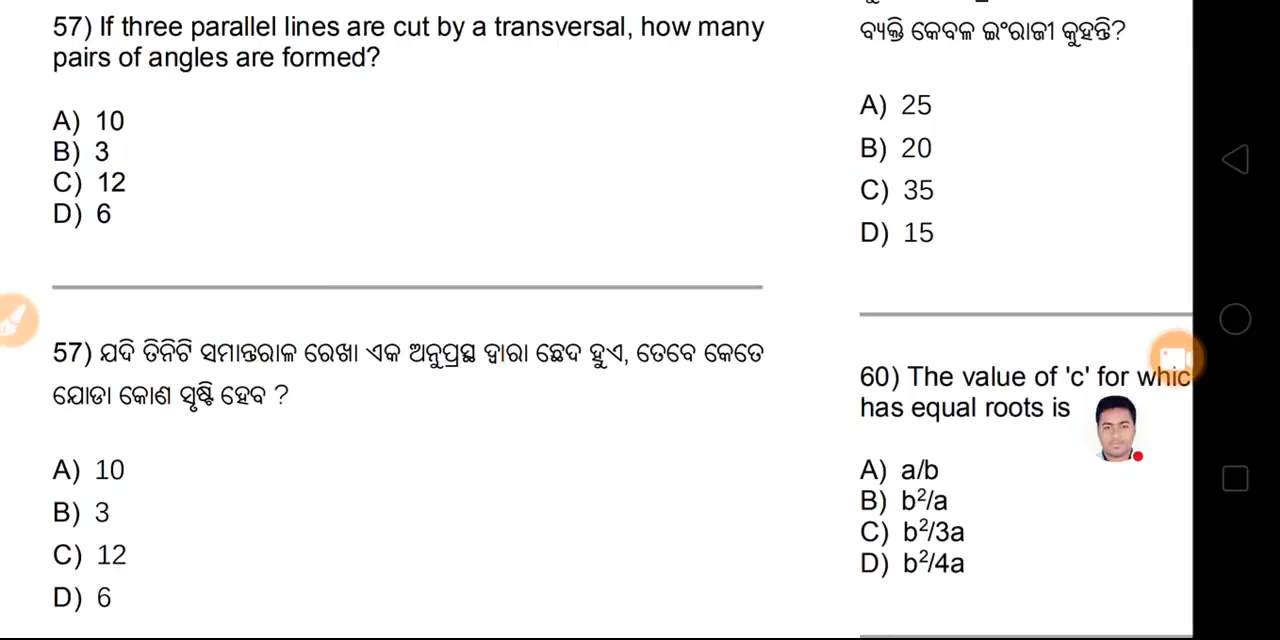 57) If three parallel lines are cut by a transversal, how many
pairs of angles are formed?
A) 10
B) 3
C) 12
D) 6
57) ଯଦି ତିନିଟି ସମାନ୍ତରାଳ ରେଖା ଏକ ଅନୁପ୍ରସ୍ଥ ଦ୍ୱାରା ଛେଦ ହୁଏ, ତେବେ କେତେ
ଯୋଡା କୋଣ ସୃଷ୍ଟି ହେବ ?
A) 10
B) 3
C) 12
D) 6
ବ୍ୟକ୍ତି କେବଳ ଇଂରାଜୀ କୁହନ୍ତି?
A) 25
B) 20
C) 35
D) 15
60) The value of 'c' for whic
has equal roots is
A) a/b
B) b²/a
C) b²/3a
D) b²/4a